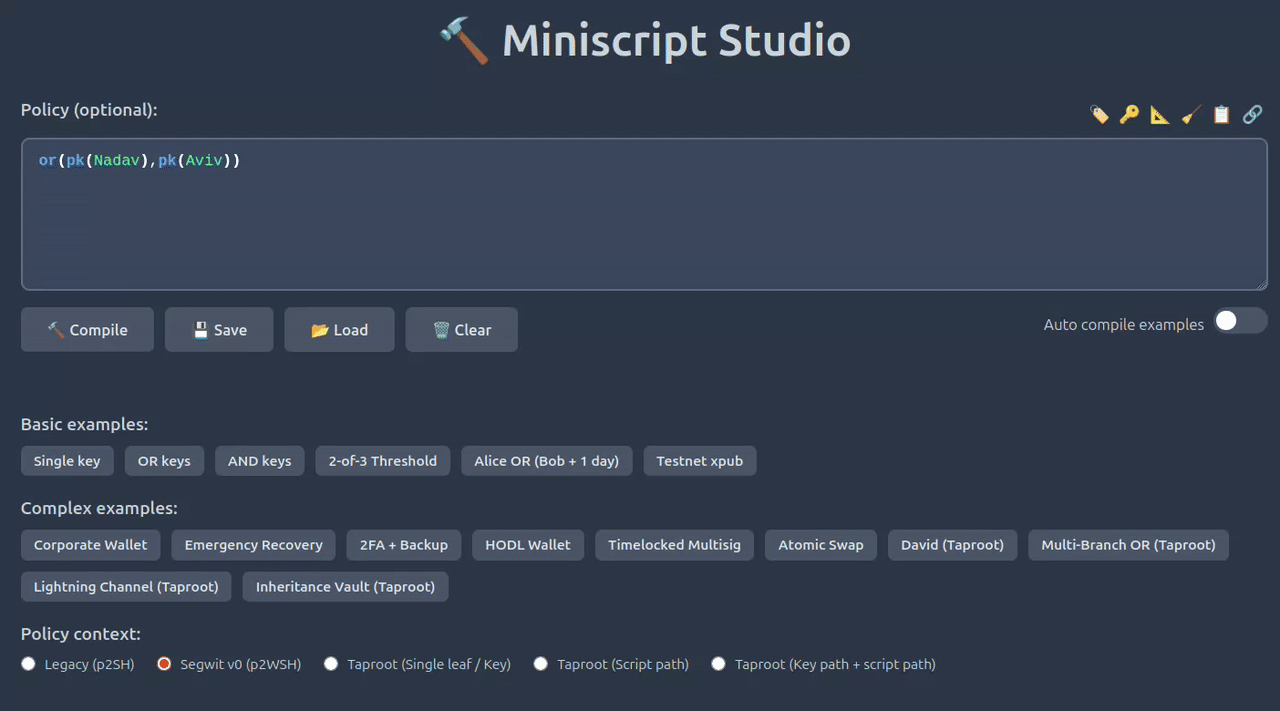 Miniscript Studio
Policy (optional):
or(pk(Nadav),pk(Aviv))
Compile Save Load Clear Auto compile examples
Basic examples:
Single key OR keys AND keys 2-of-3 Threshold Alice OR (Bob + 1 day) Testnet xpub
Complex examples:
Corporate Wallet Emergency Recovery 2FA + Backup HODL Wallet Timelocked Multisig Atomic Swap David (Taproot) Multi-Branch OR (Taproot)
Lightning Channel (Taproot) Inheritance Vault (Taproot)
Policy context:
Legacy (p2SH) Segwit v0 (p2WSH) Taproot (Single leaf / Key) Taproot (Script path) Taproot (Key path + script path)